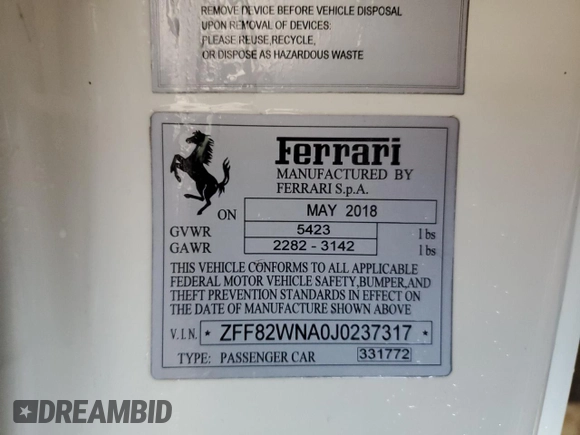 REMOVE DEVICE BEFORE VEHICLE DISPOSAL
UPON REMOVAL OF DEVICES:
PLEASE REUSE,RECYCLE,
OR DISPOSE AS HAZARDOUS WASTE
Ferrari
MANUFACTURED BY
FERRARI S.p.A.
ON MAY 2018
GVWR 5423 lbs
GAWR 2282 - 3142 lbs
THIS VEHICLE CONFORMS TO ALL APPLICABLE
FEDERAL MOTOR VEHICLE SAFETY,BUMPER,AND
THEFT PREVENTION STANDARDS IN EFFECT ON
THE DATE OF MANUFACTURE SHOWN ABOVE
V.I.N. * ZFF82WNA0J0237317 *
TYPE: PASSENGER CAR 331772
DREAMBID